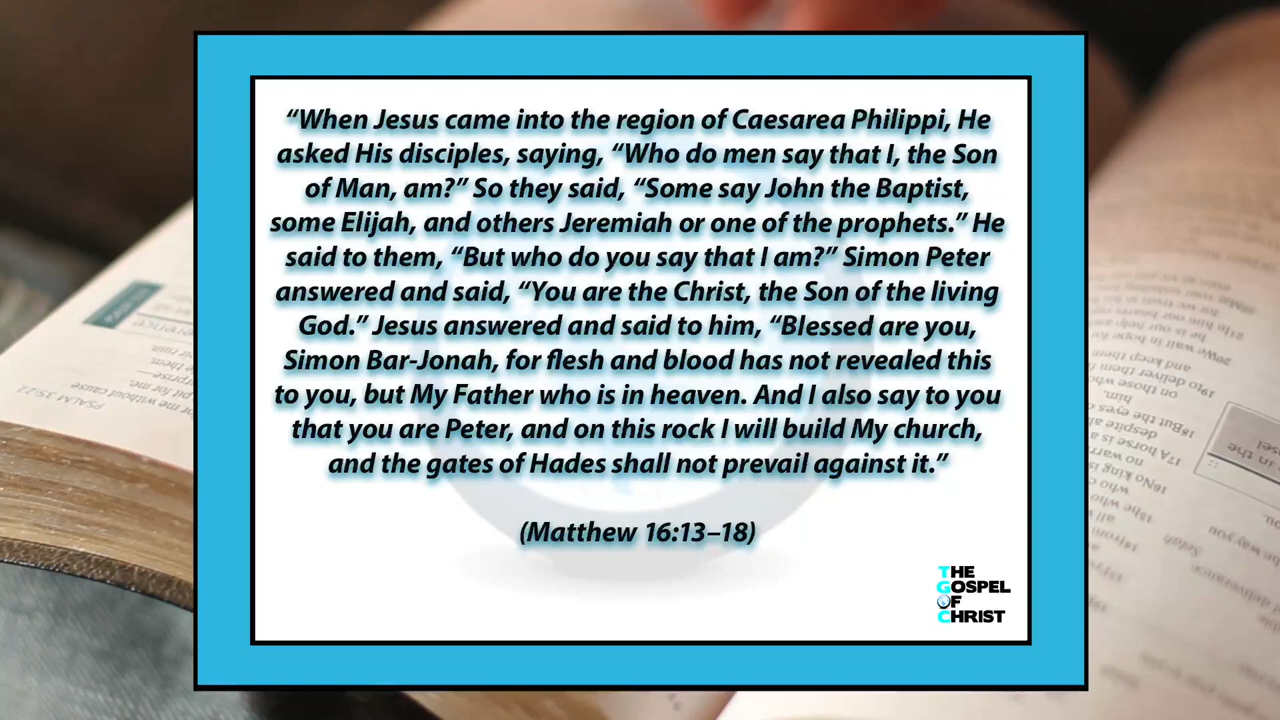 “When Jesus came into the region of Caesarea Philippi, He
asked His disciples, saying, “Who do men say that I, the Son
of Man, am?” So they said, “Some say John the Baptist,
some Elijah, and others Jeremiah or one of the prophets.” He
said to them, “But who do you say that I am?” Simon Peter
answered and said, “You are the Christ, the Son of the living
God.” Jesus answered and said to him, “Blessed are you,
Simon Bar-Jonah, for flesh and blood has not revealed this
to you, but My Father who is in heaven. And I also say to you
that you are Peter, and on this rock I will build My church,
and the gates of Hades shall not prevail against it.”
(Matthew 16:13–18)
THE
GOSPEL
OF
CHRIST
PSALM 35:22